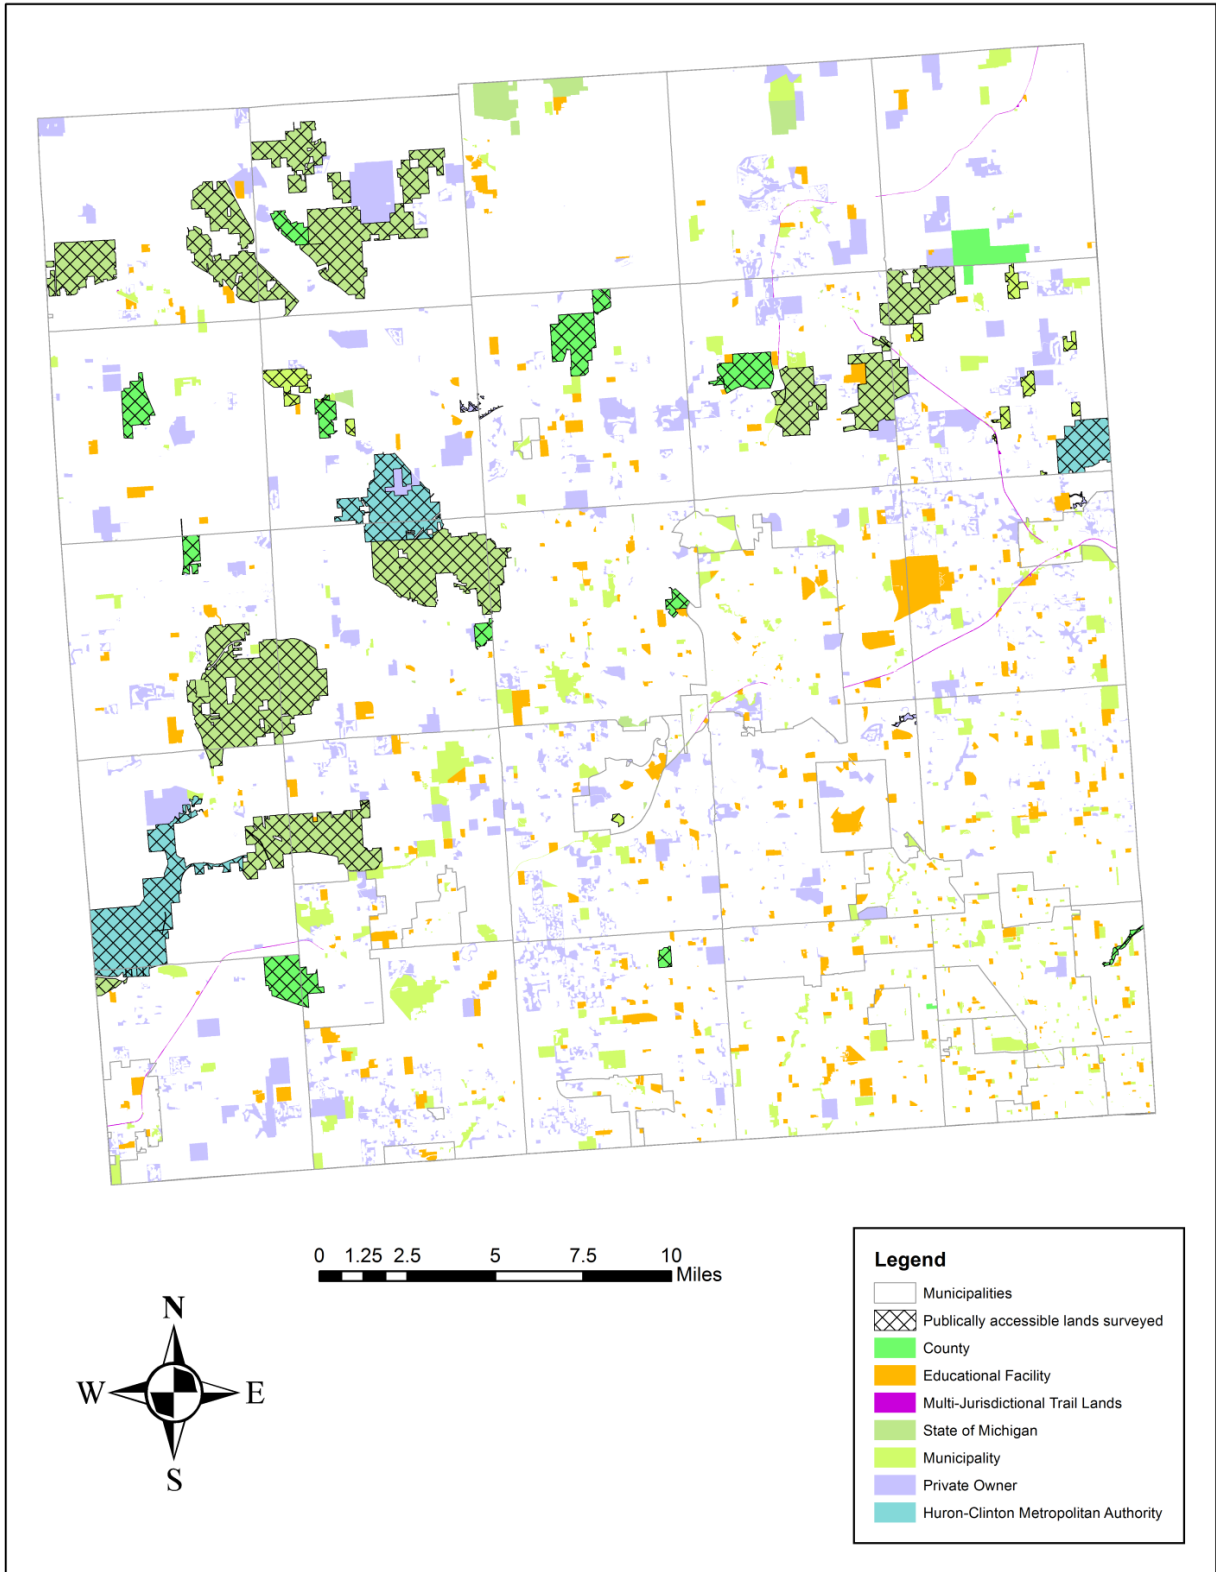 0 1.25 2.5 5 7.5 10
Miles
N
W E
S
Legend
Municipalities
Publically accessible lands surveyed
County
Educational Facility
Multi-Jurisdictional Trail Lands
State of Michigan
Municipality
Private Owner
Huron-Clinton Metropolitan Authority